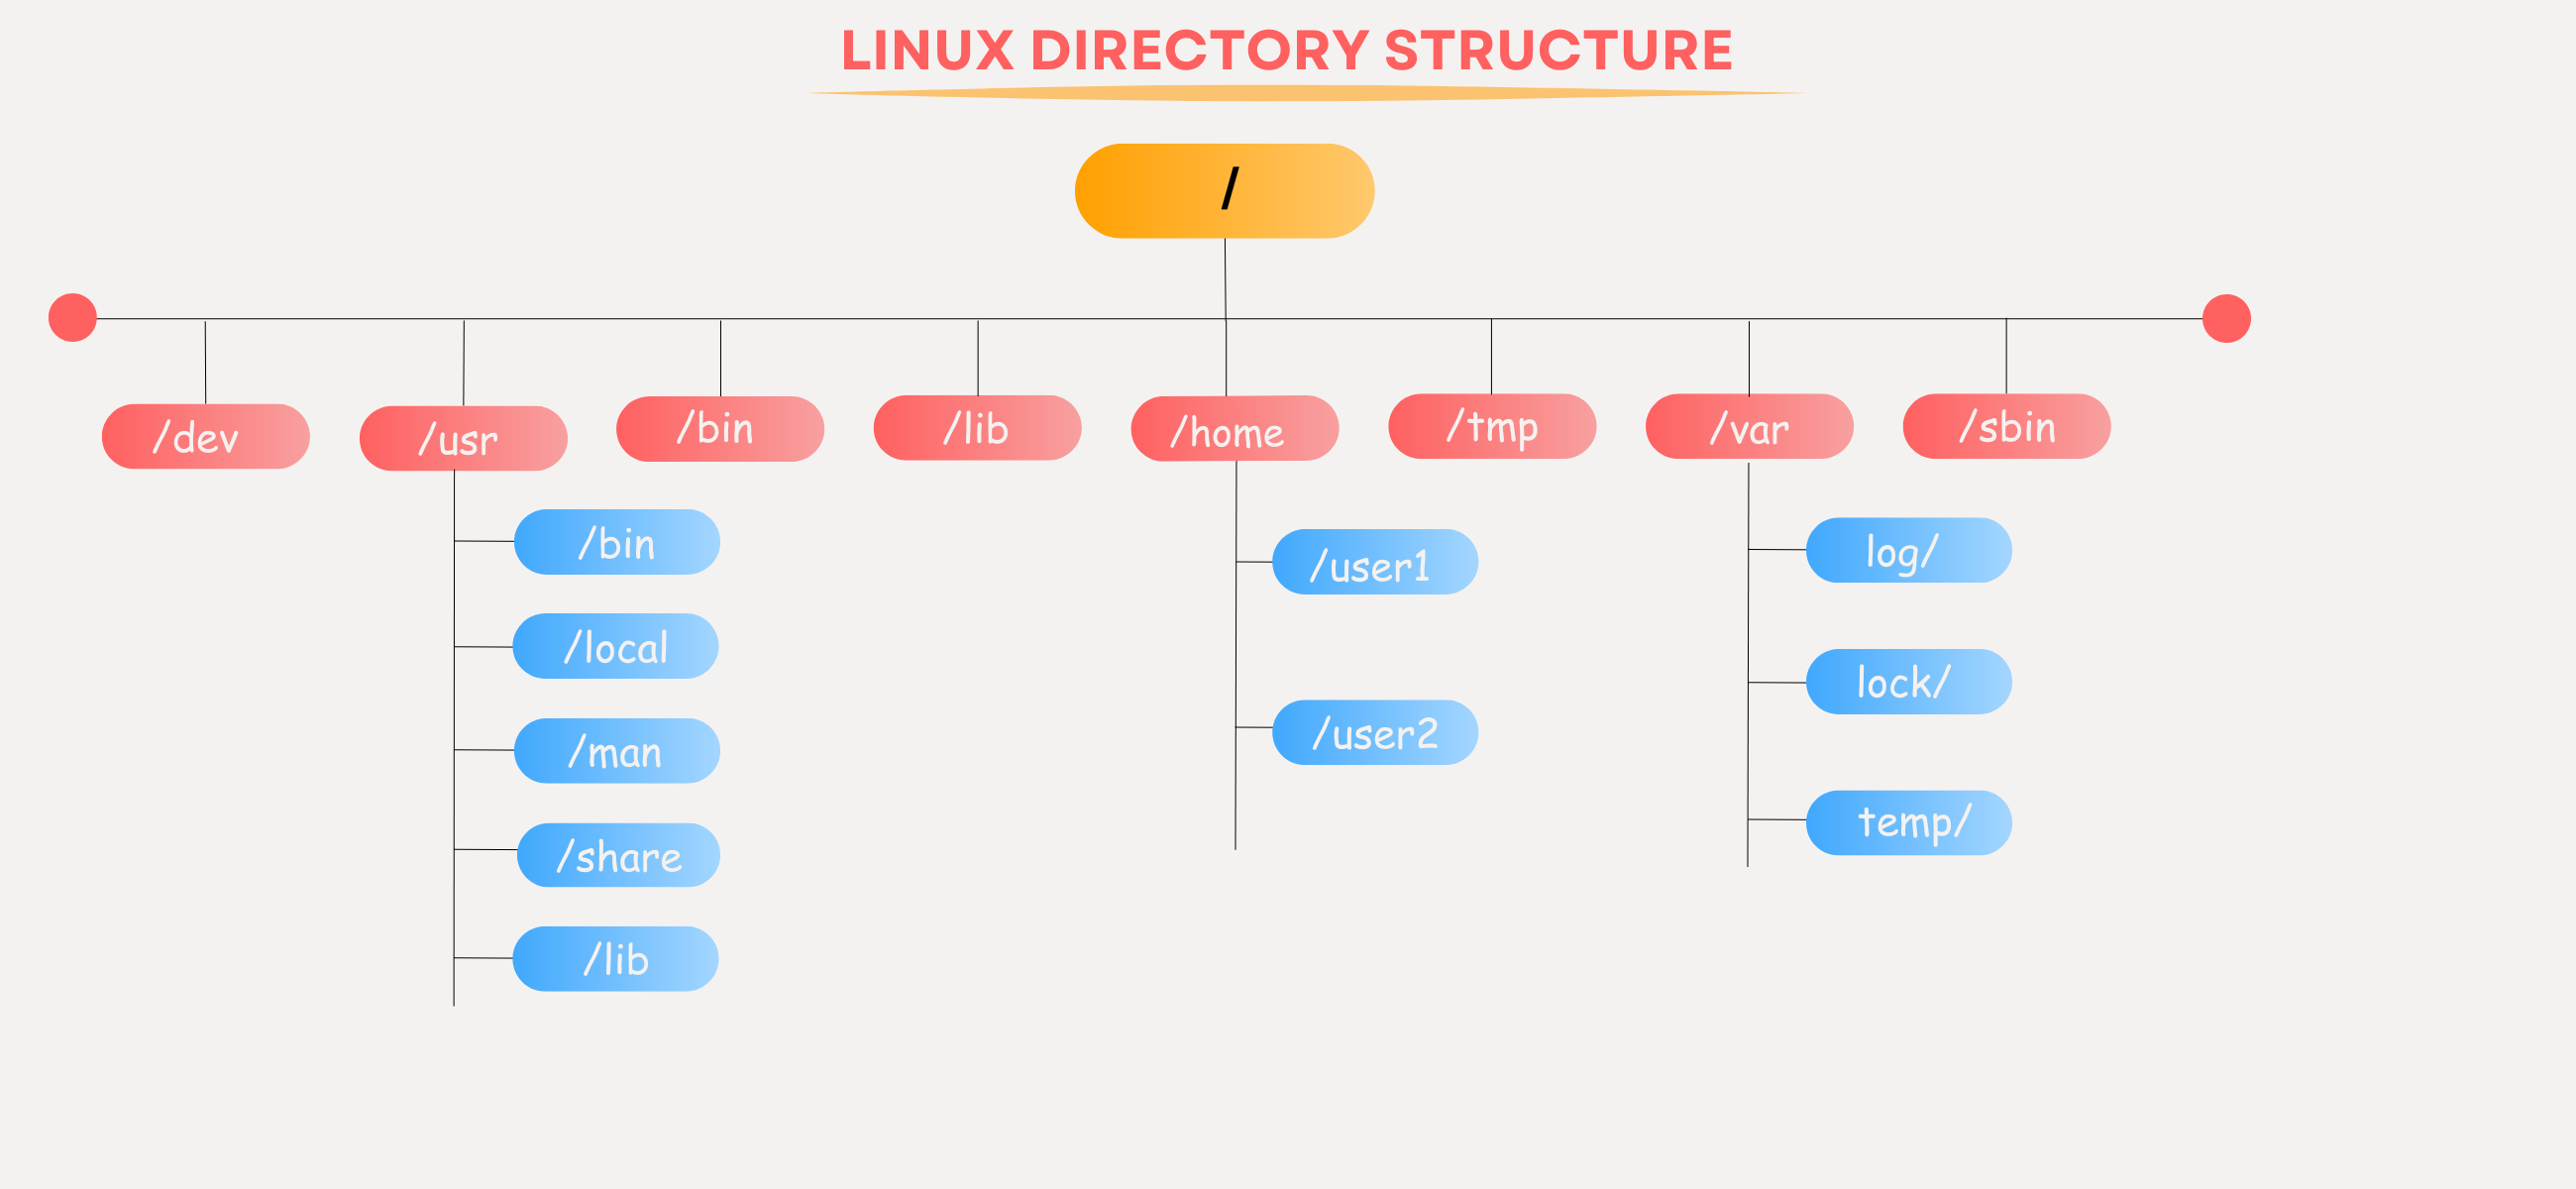 LINUX DIRECTORY STRUCTURE
/
/dev
/usr
/bin
/lib
/home
/tmp
/var
/sbin
/bin
/local
/man
/share
/lib
/user1
/user2
log/
lock/
temp/